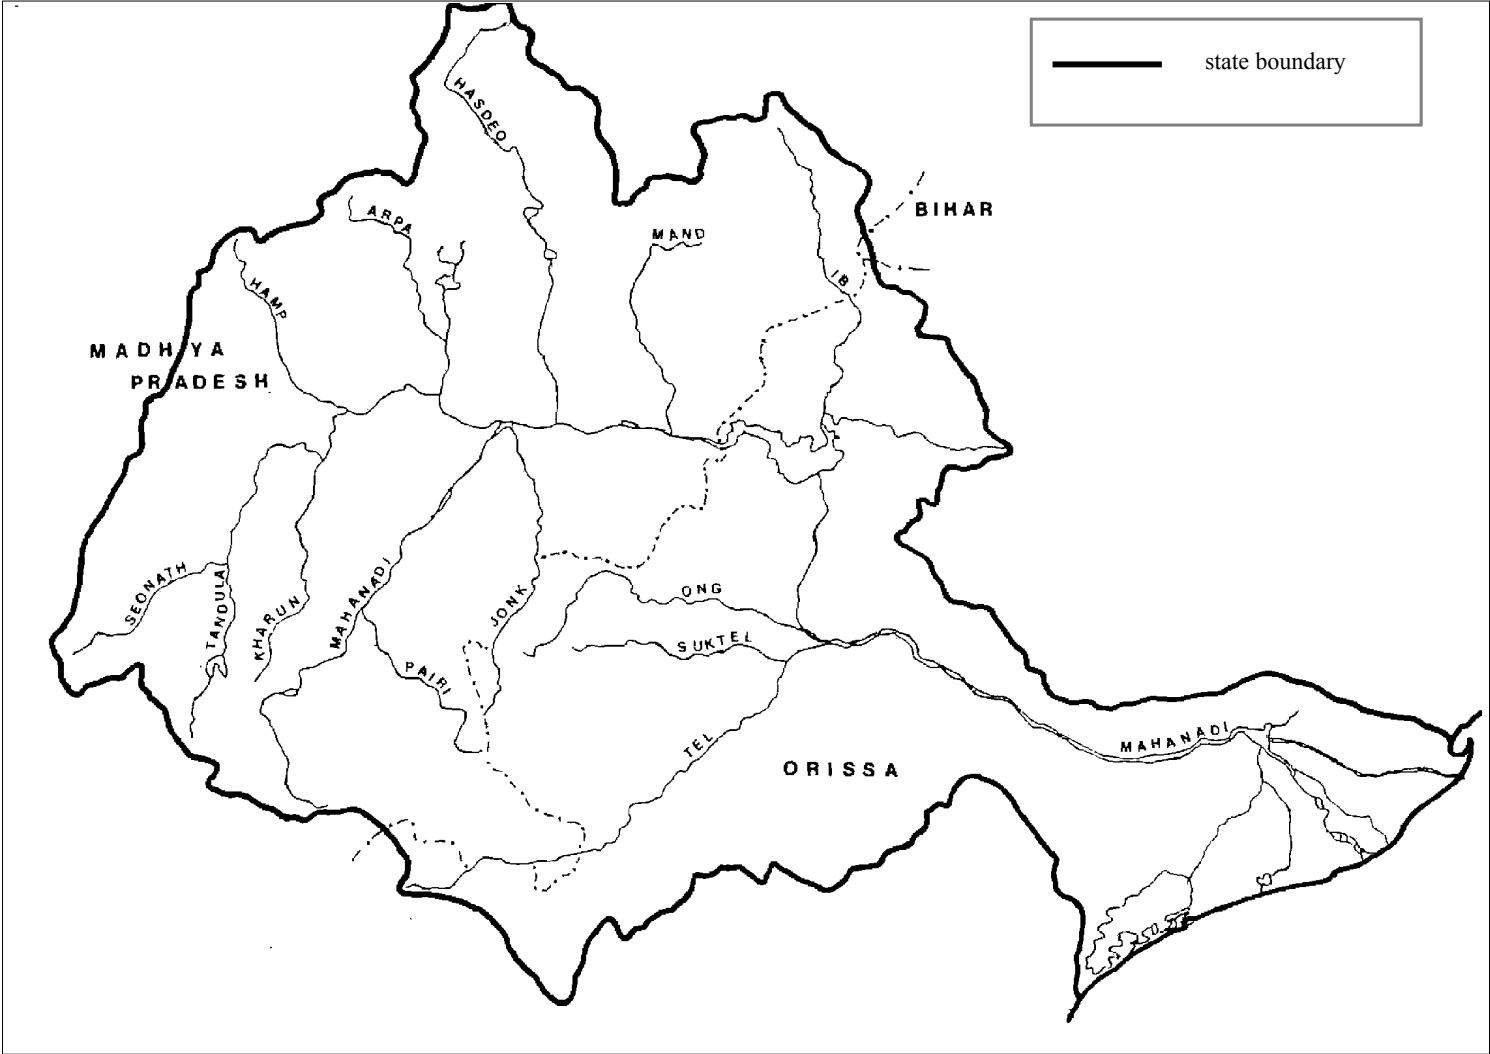 state boundary
HASDEO
ARPA
BIHAR
MAND
IB
HAMP
MADHYA
PRADESH
SEONATH
TANDULA
KHARUN
MAHANADI
JONK
ONG
SUKTEL
PAIRI
TEL
MAHANADI
ORISSA